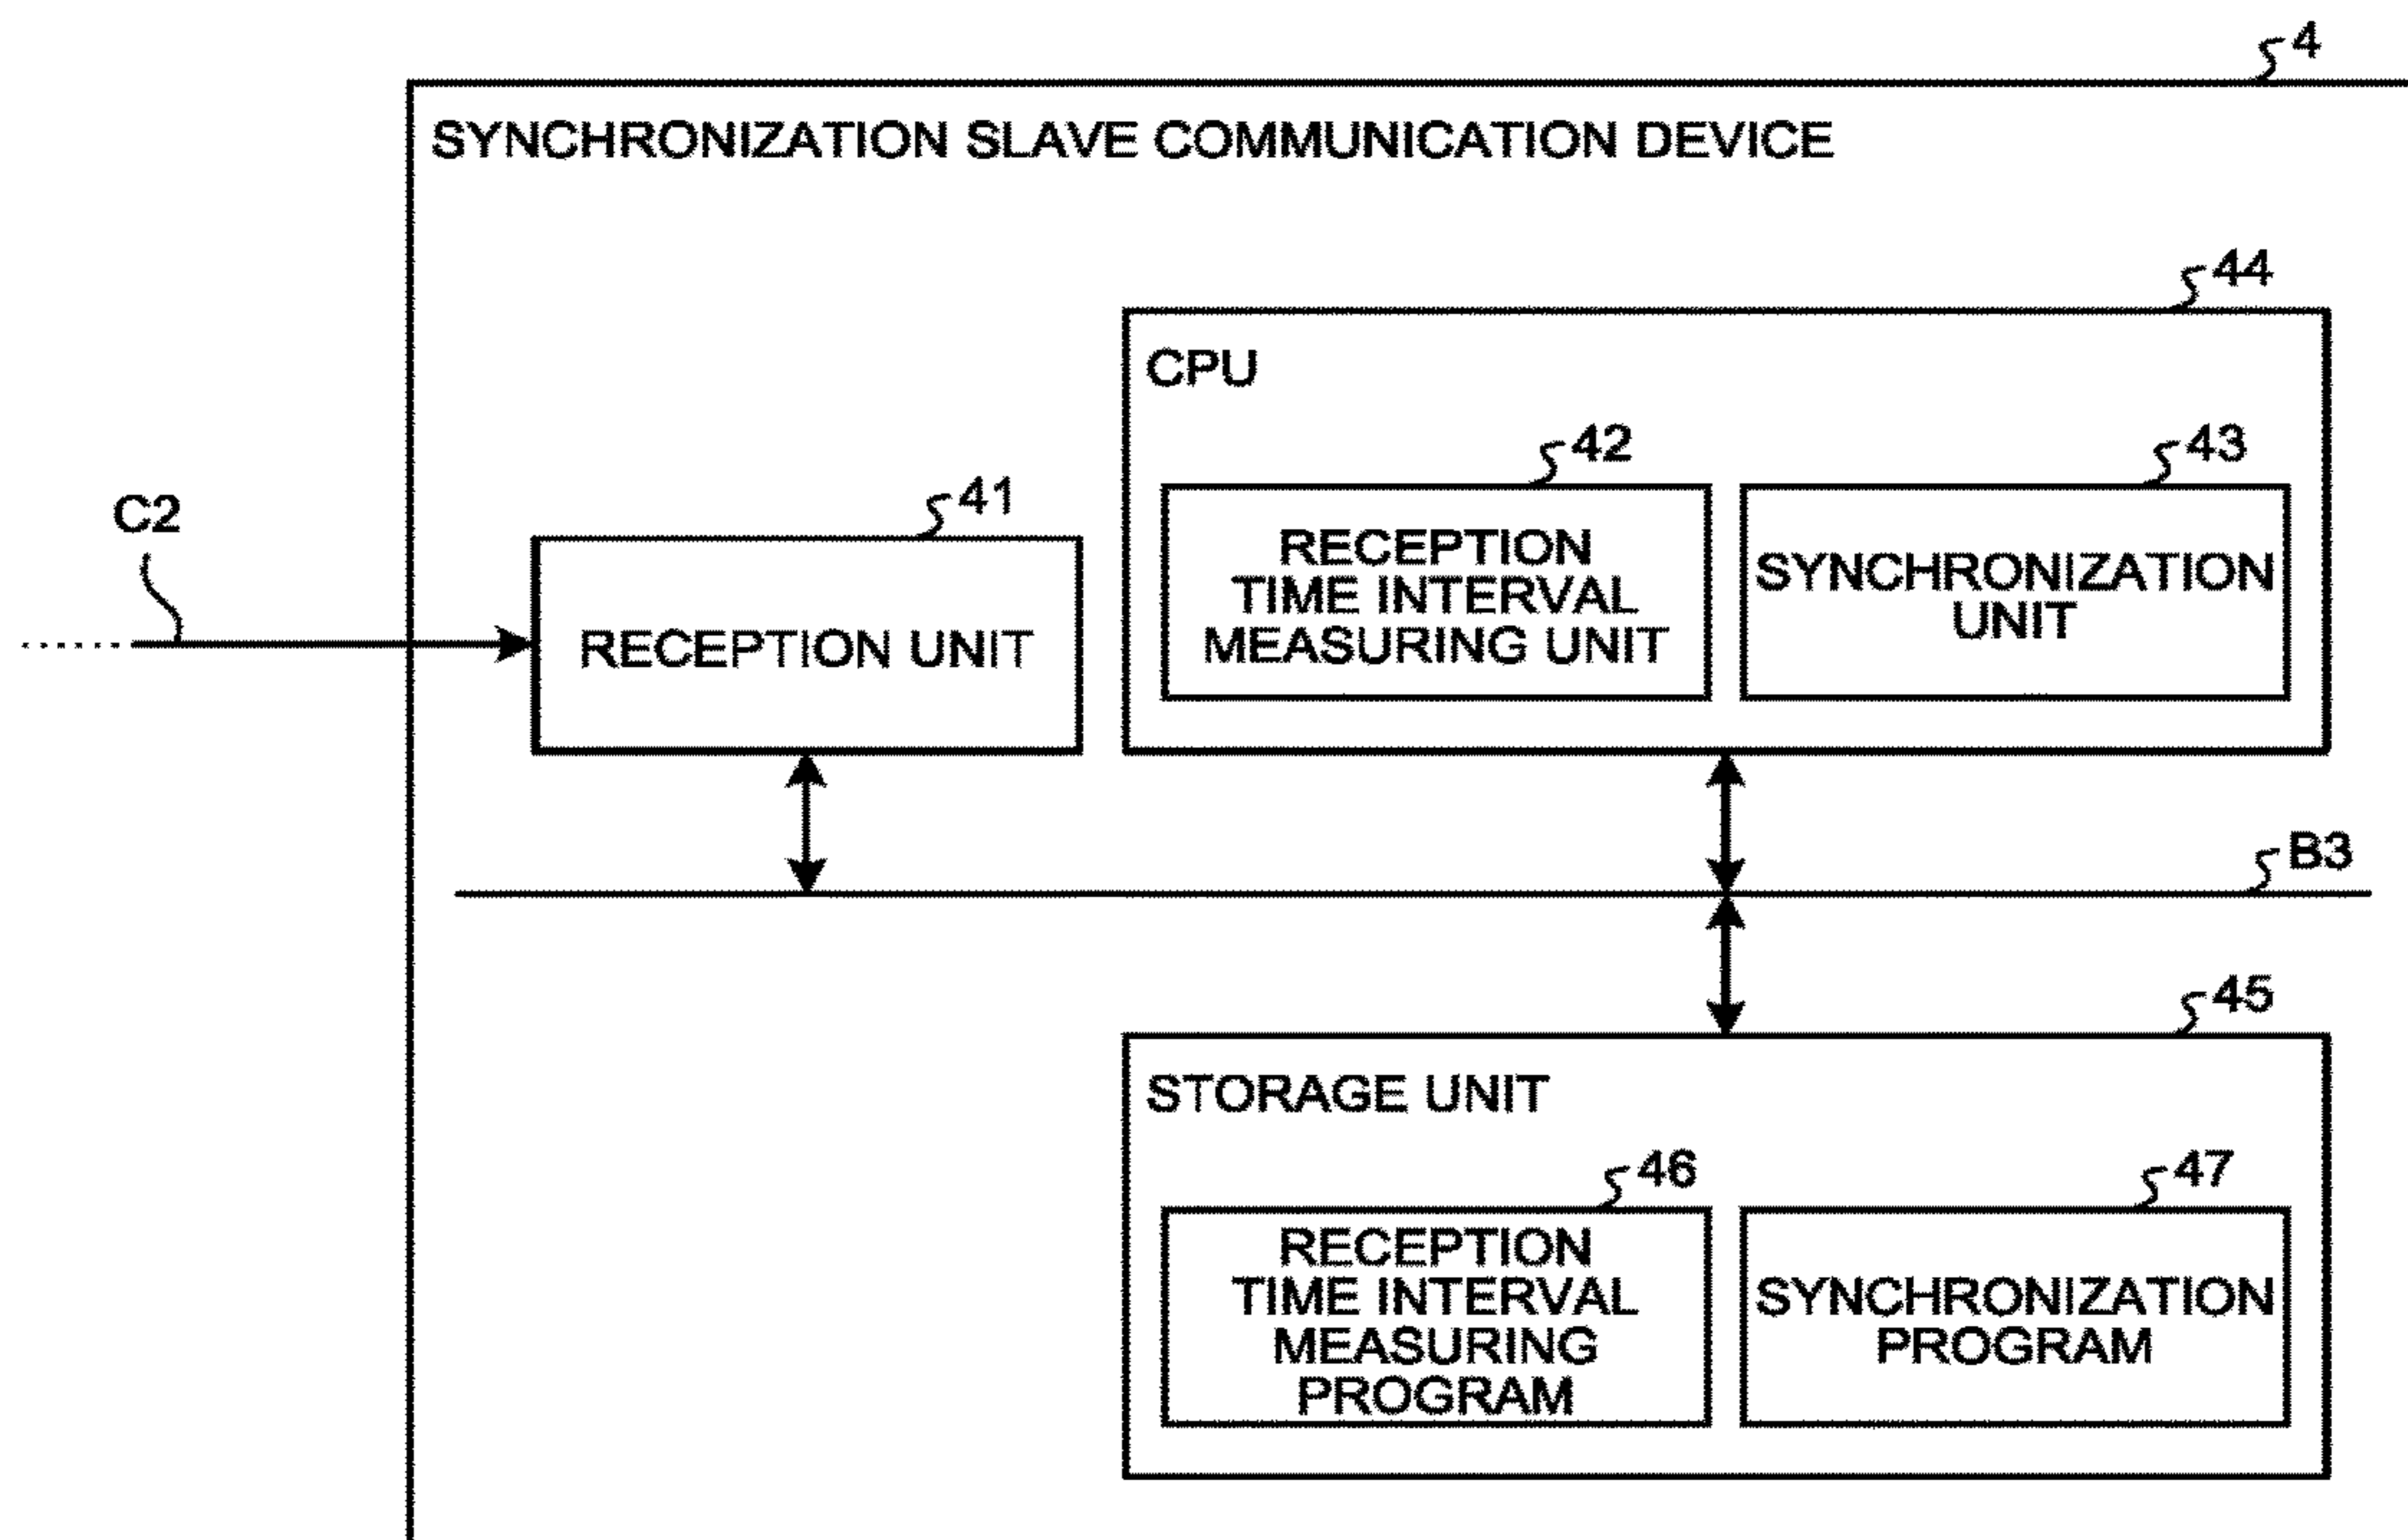 4
SYNCHRONIZATION SLAVE COMMUNICATION DEVICE
44
CPU
42
43
RECEPTION
TIME INTERVAL
MEASURING UNIT
SYNCHRONIZATION
UNIT
C2
41
RECEPTION UNIT
B3
45
STORAGE UNIT
46
47
RECEPTION
TIME INTERVAL
MEASURING
PROGRAM
SYNCHRONIZATION
PROGRAM